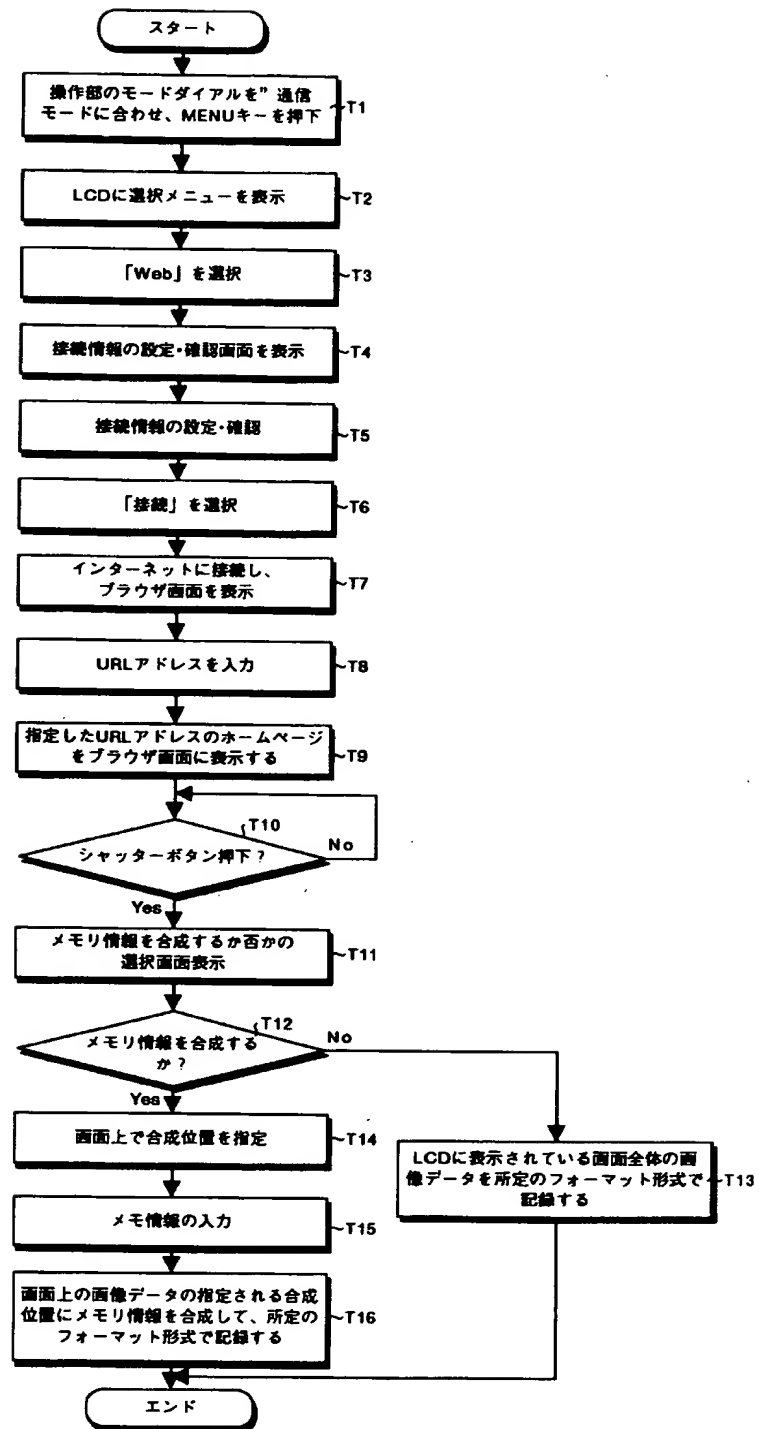 スタート
操作部のモードダイアルを”通信
モードに合わせ、MENUキーを押下
T1
LCDに選択メニューを表示
T2
「Web」を選択
T3
接続情報の設定・確認画面を表示
T4
接続情報の設定・確認
T5
「接続」を選択
T6
インターネットに接続し、
ブラウザ画面を表示
T7
URLアドレスを入力
T8
指定したURLアドレスのホームページ
をブラウザ画面に表示する
T9
T10
シャッターボタン押下？
No
Yes
メモリ情報を合成するか否かの
選択画面表示
T11
T12
メモリ情報を合成する
か？
No
Yes
画面上で合成位置を指定
T14
LCDに表示されている画面全体の画
像データを所定のフォーマット形式で
記録する
T13
メモ情報の入力
T15
画面上の画像データの指定される合成
位置にメモリ情報を合成して、所定の
フォーマット形式で記録する
T16
エンド